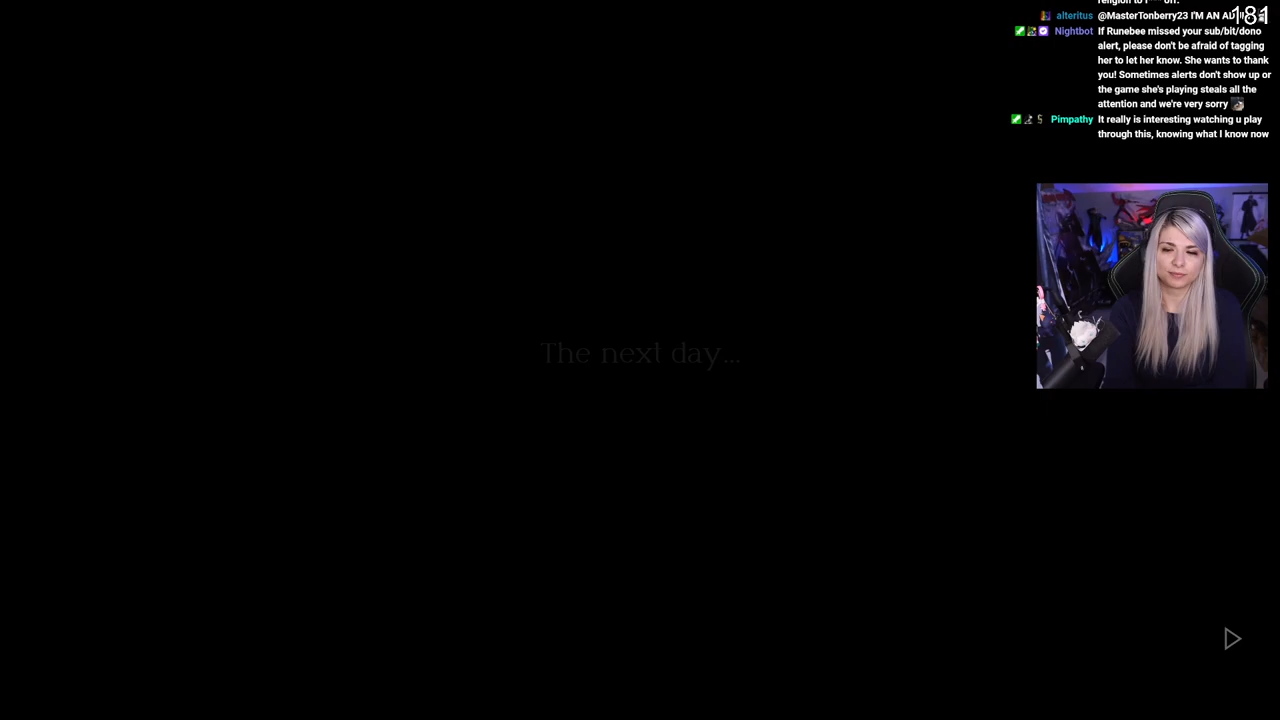 181
alteritus @MasterTonberry23 I'M AN
Nightbot If Runebee missed your sub/bit/dono
alert, please don't be afraid of tagging
her to let her know. She wants to thank
you! Sometimes alerts don't show up or
the game she's playing steals all the
attention and we're very sorry
Pimpathy It really is interesting watching u play
through this, knowing what I know now
The next day...